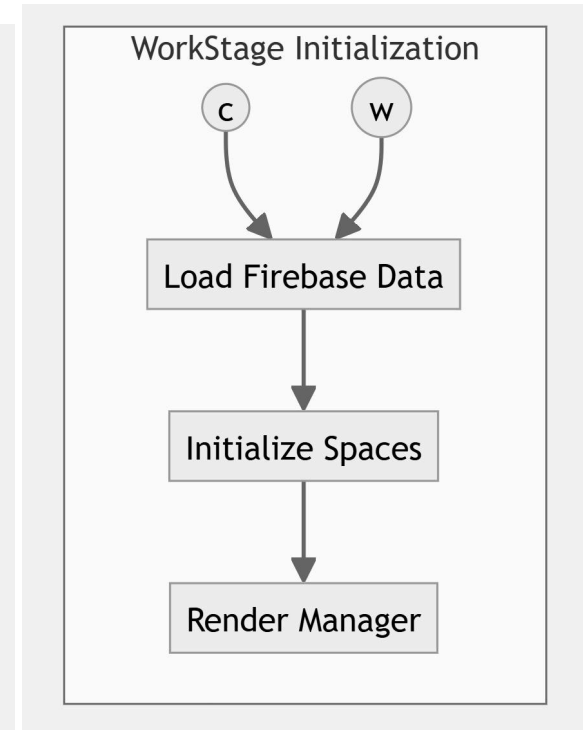 WorkStage Initialization
c
w
Load Firebase Data
Initialize Spaces
Render Manager